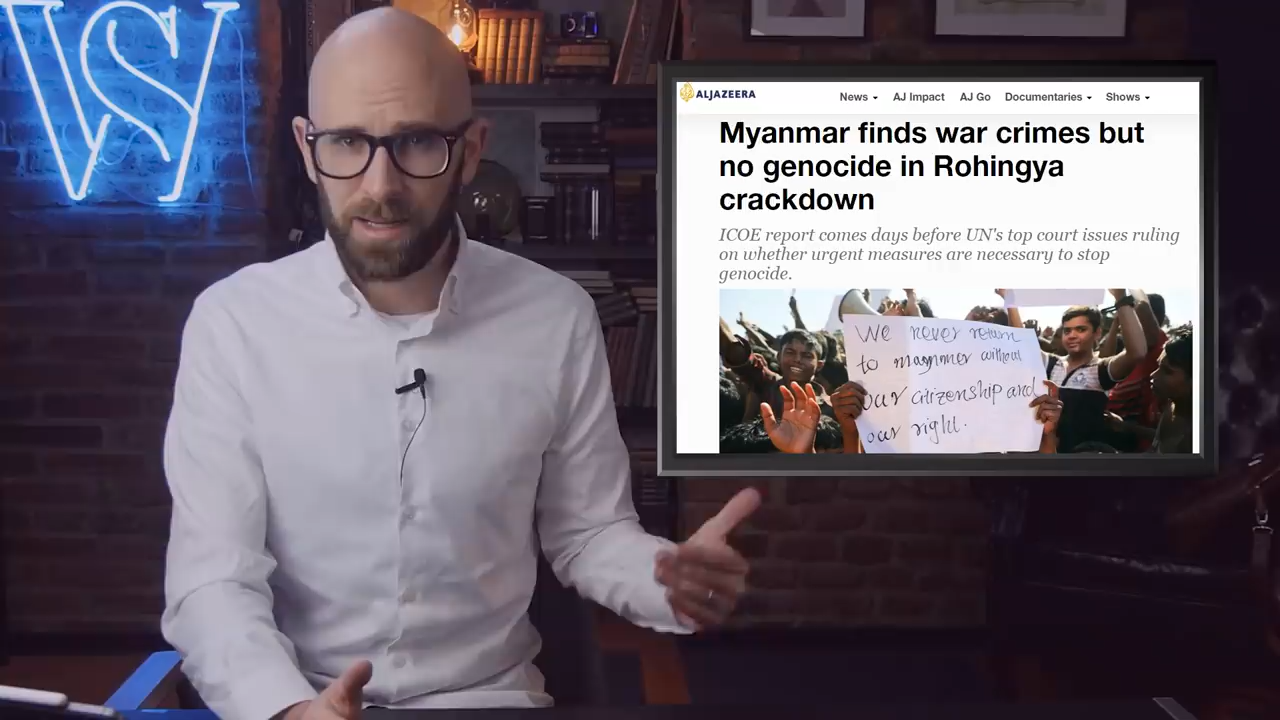 VS
ALJAZEERA
News AJ Impact AJ Go Documentaries Shows
Myanmar finds war crimes but
no genocide in Rohingya
crackdown
ICOE report comes days before UN's top court issues ruling
on whether urgent measures are necessary to stop
genocide.
We never return
to maynmer without
our citizenship and
our right.